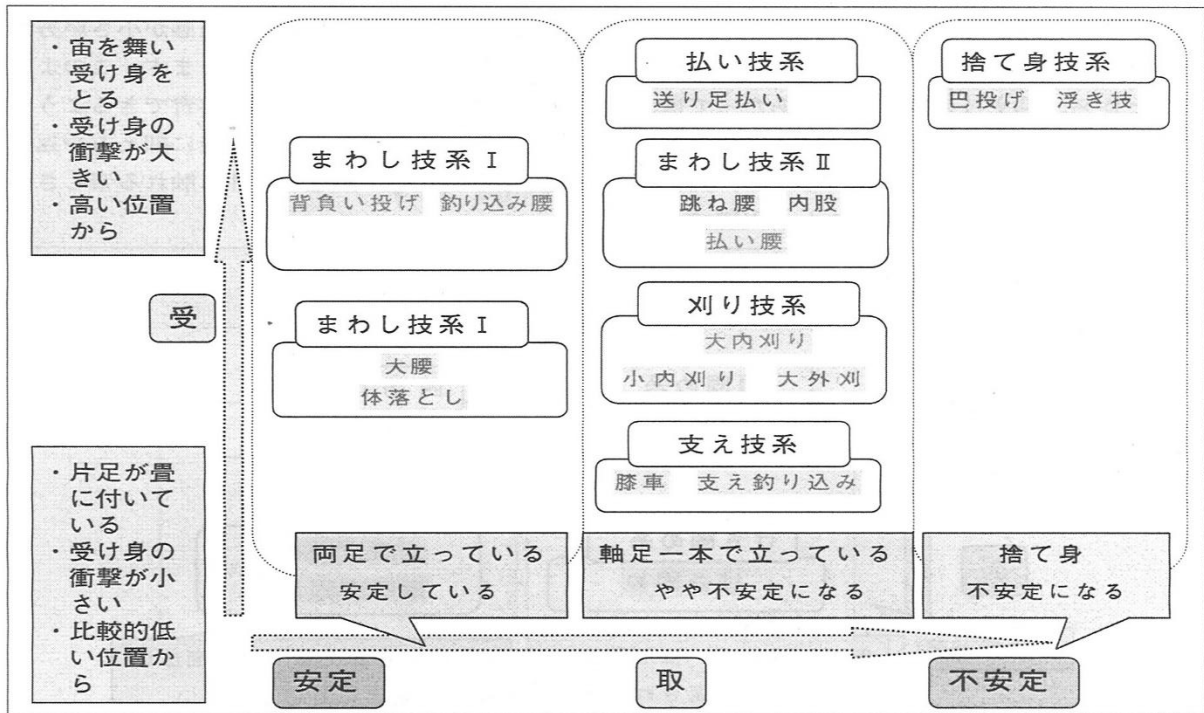 ・宙を舞い
受け身を
とる
・受け身の
衝撃が大
きい
・高い位置
から
受
・片足が畳
に付いて
いる
・受け身の
衝撃が小
さい
・比較的低
い位置か
ら
まわし技系Ⅰ
背負い投げ 釣り込み腰
まわし技系Ⅰ
大腰
体落とし
両足で立っている
安定している
払い技系
送り足払い
まわし技系Ⅱ
跳ね腰 内股
払い腰
刈り技系
大内刈り
小内刈り 大外刈
支え技系
膝車 支え釣り込み
軸足一本で立っている
やや不安定になる
捨て身技系
巴投げ 浮き技
捨て身
不安定になる
安定
取
不安定